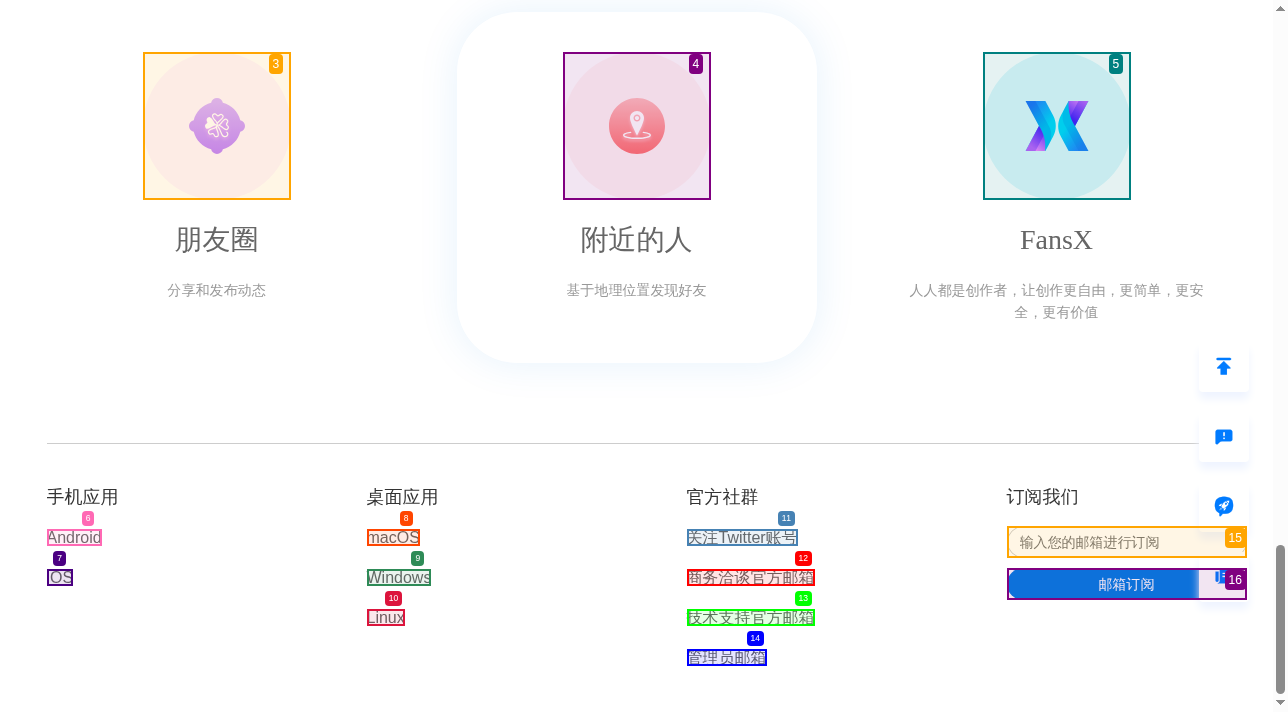 3
4
5
朋友圈
附近的人
FansX
分享和发布动态
基于地理位置发现好友
人人都是创作者，让创作更自由，更简单，更安
全，更有价值
手机应用
6
Android
7
iOS
桌面应用
8
macOS
9
Windows
10
Linux
官方社群
11
关注Twitter账号
12
商务洽谈官方邮箱
13
技术支持官方邮箱
14
管理员邮箱
订阅我们
输入您的邮箱进行订阅
15
邮箱订阅
16